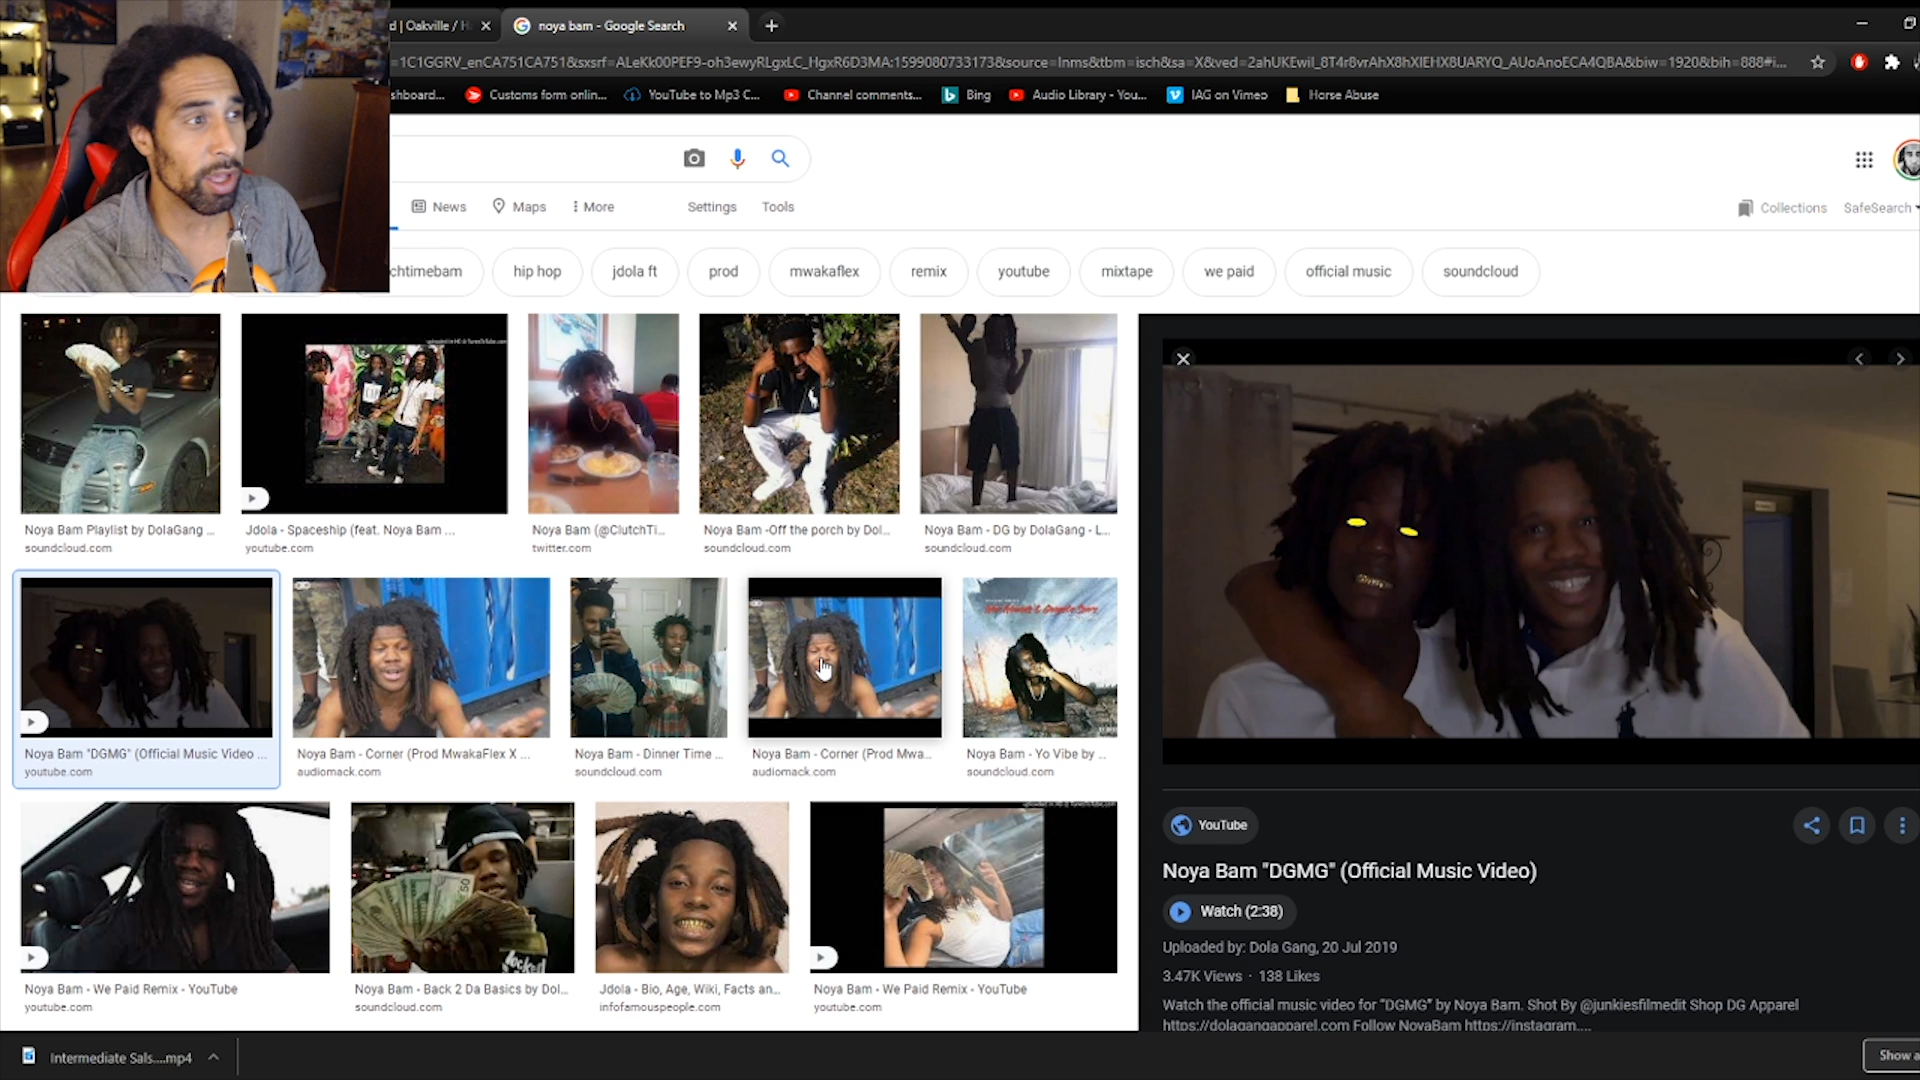 d | Oakville / H
noya bam - Google Search
=1C1GGRV_enCA751CA751&sxsrf=ALeKk00PEF9-oh3ewyRLgxLC_HgxR6D3MA:1599080733173&source=lnms&tbm=isch&sa=X&ved=2ahUKEwiI_8T4r8vrAhX8hXIEHX8UARYQ_AUoAnoECA4QBA&biw=1920&bih=888#i...
shboard...
Customs form onlin...
YouTube to Mp3 C...
Channel comments...
Bing
Audio Library - You...
IAG on Vimeo
Horse Abuse
News
Maps
More
Settings
Tools
Collections
SafeSearch
chtimebam
hip hop
jdola ft
prod
mwakaflex
remix
youtube
mixtape
we paid
official music
soundcloud
Noya Bam Playlist by DolaGang ...
soundcloud.com
Jdola - Spaceship (feat. Noya Bam ...
youtube.com
Noya Bam (@ClutchTi...
twitter.com
Noya Bam -Off the porch by Dol...
soundcloud.com
Noya Bam - DG by DolaGang - L...
soundcloud.com
Noya Bam "DGMG" (Official Music Video ...
youtube.com
Noya Bam - Corner (Prod MwakaFlex X ...
audiomack.com
Noya Bam - Dinner Time ...
soundcloud.com
Noya Bam - Corner (Prod Mwa...
audiomack.com
Noya Bam - Yo Vibe by ...
soundcloud.com
Noya Bam - We Paid Remix - YouTube
youtube.com
Noya Bam - Back 2 Da Basics by Dol...
soundcloud.com
Jdola - Bio, Age, Wiki, Facts an...
infofamouspeople.com
Noya Bam - We Paid Remix - YouTube
youtube.com
YouTube
Noya Bam "DGMG" (Official Music Video)
Watch (2:38)
Uploaded by: Dola Gang, 20 Jul 2019
3.47K Views · 138 Likes
Watch the official music video for "DGMG" by Noya Bam. Shot By @junkiesfilmedit Shop DG Apparel
https://dolagangapparel.com Follow NoyaBam https://instagram....
Intermediate Sals....mp4
Show a